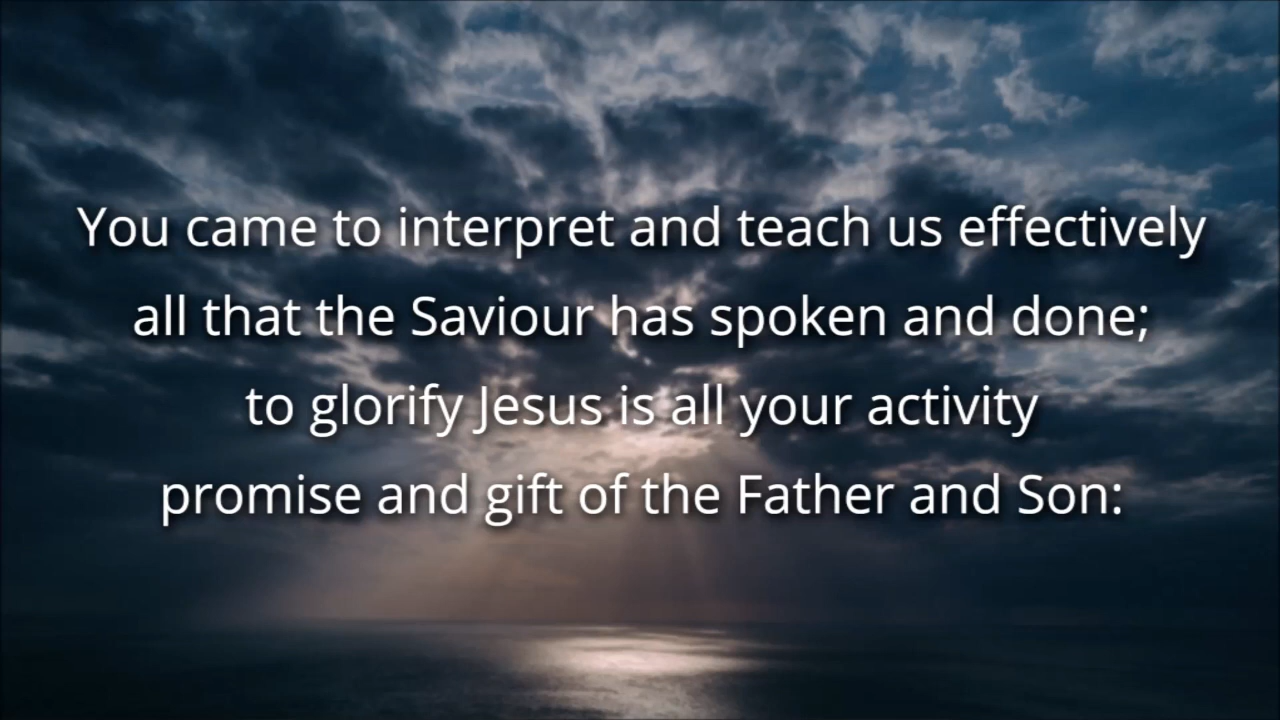 You came to interpret and teach us effectively
all that the Saviour has spoken and done;
to glorify Jesus is all your activity
promise and gift of the Father and Son: